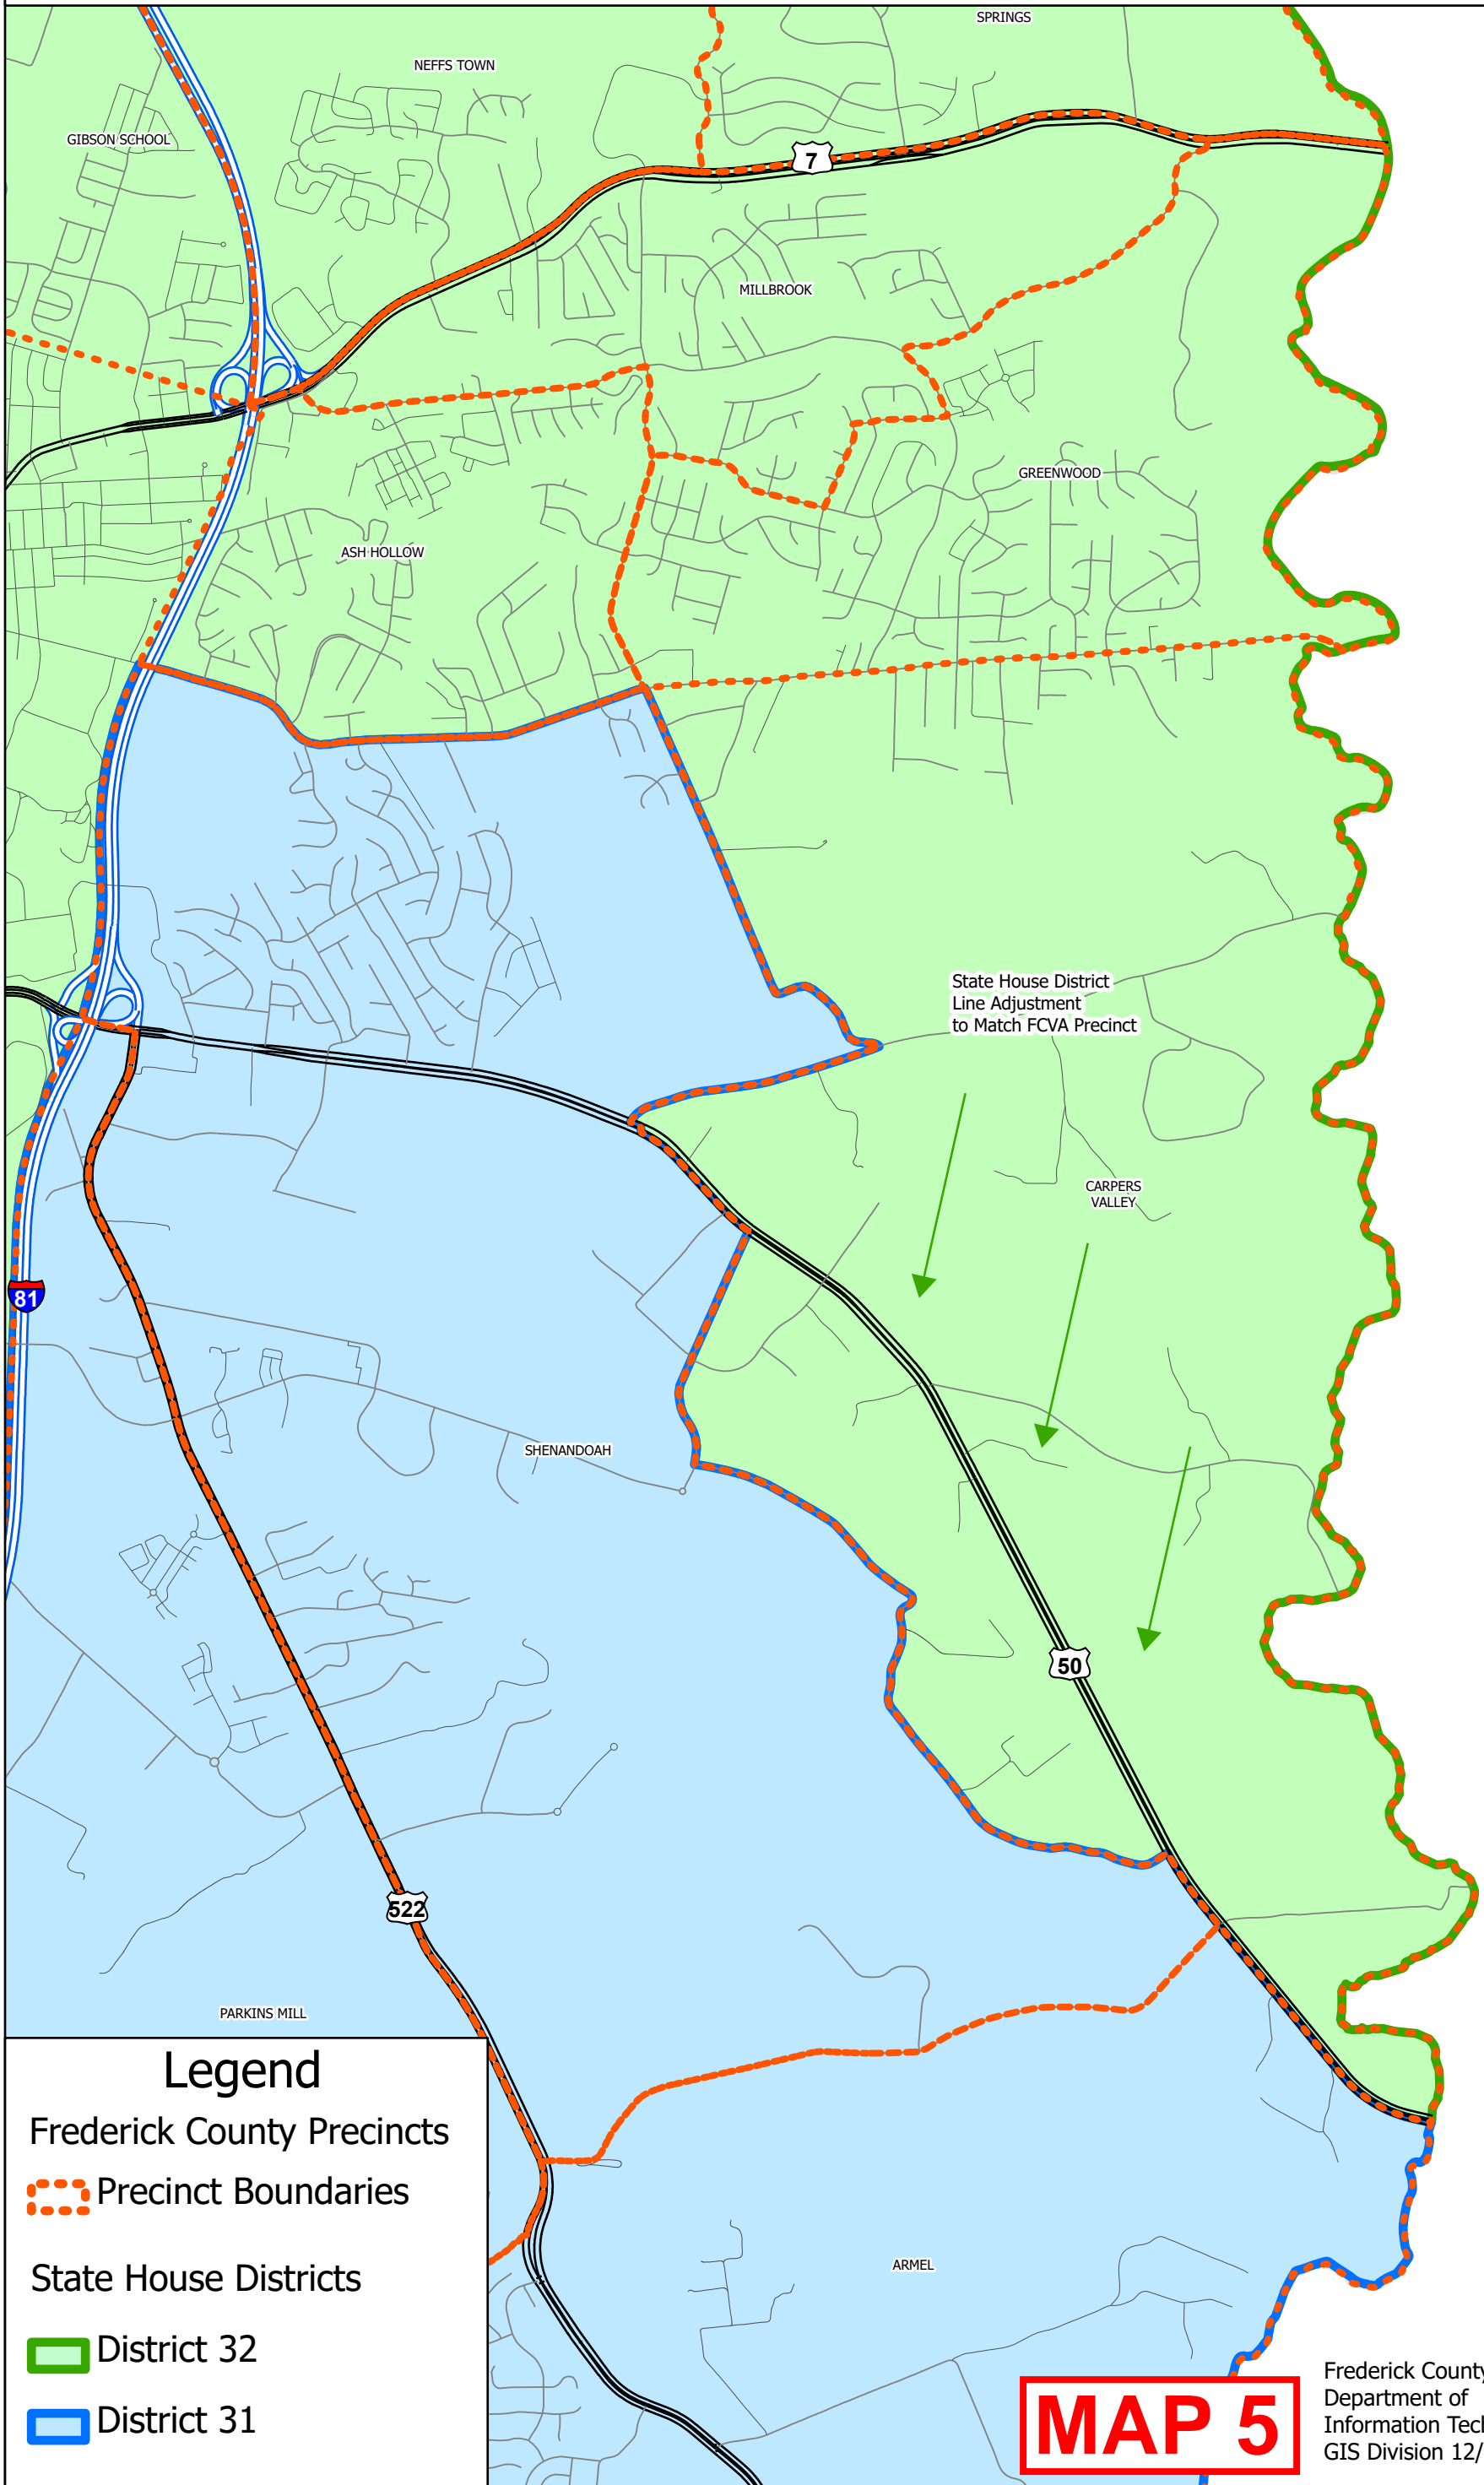 SPRINGS
NEFFS TOWN
GIBSON SCHOOL
7
MILLBROOK
GREENWOOD
ASH HOLLOW
State House District
Line Adjustment
to Match FCVA Precinct
CARPERS
VALLEY
81
SHENANDOAH
50
522
PARKINS MILL
Legend
Frederick County Precincts
Precinct Boundaries
State House Districts
District 32
District 31
ARMEL
MAP 5
Frederick County
Department of
Information Tech
GIS Division 12/